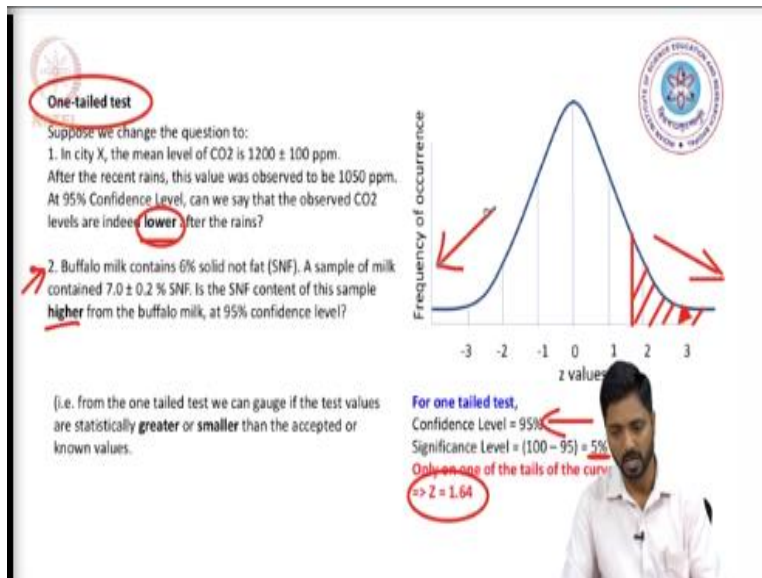 One-tailed test
Suppose we change the question to:
1. In city X, the mean level of CO2 is 1200 ± 100 ppm.
After the recent rains, this value was observed to be 1050 ppm.
At 95% Confidence Level, can we say that the observed CO2
levels are indeed lower after the rains?
2. Buffalo milk contains 6% solid not fat (SNF). A sample of milk
contained 7.0 ± 0.2 % SNF. Is the SNF content of this sample
higher from the buffalo milk, at 95% confidence level?
(i.e. from the one tailed test we can gauge if the test values
are statistically greater or smaller than the accepted or
known values.
Frequency of occurrence
-3 -2 -1 0 1 2 3
z values
For one tailed test,
Confidence Level = 95%
Significance Level = (100 – 95) = 5%
Only on one of the tails of the curve
=> Z = 1.64